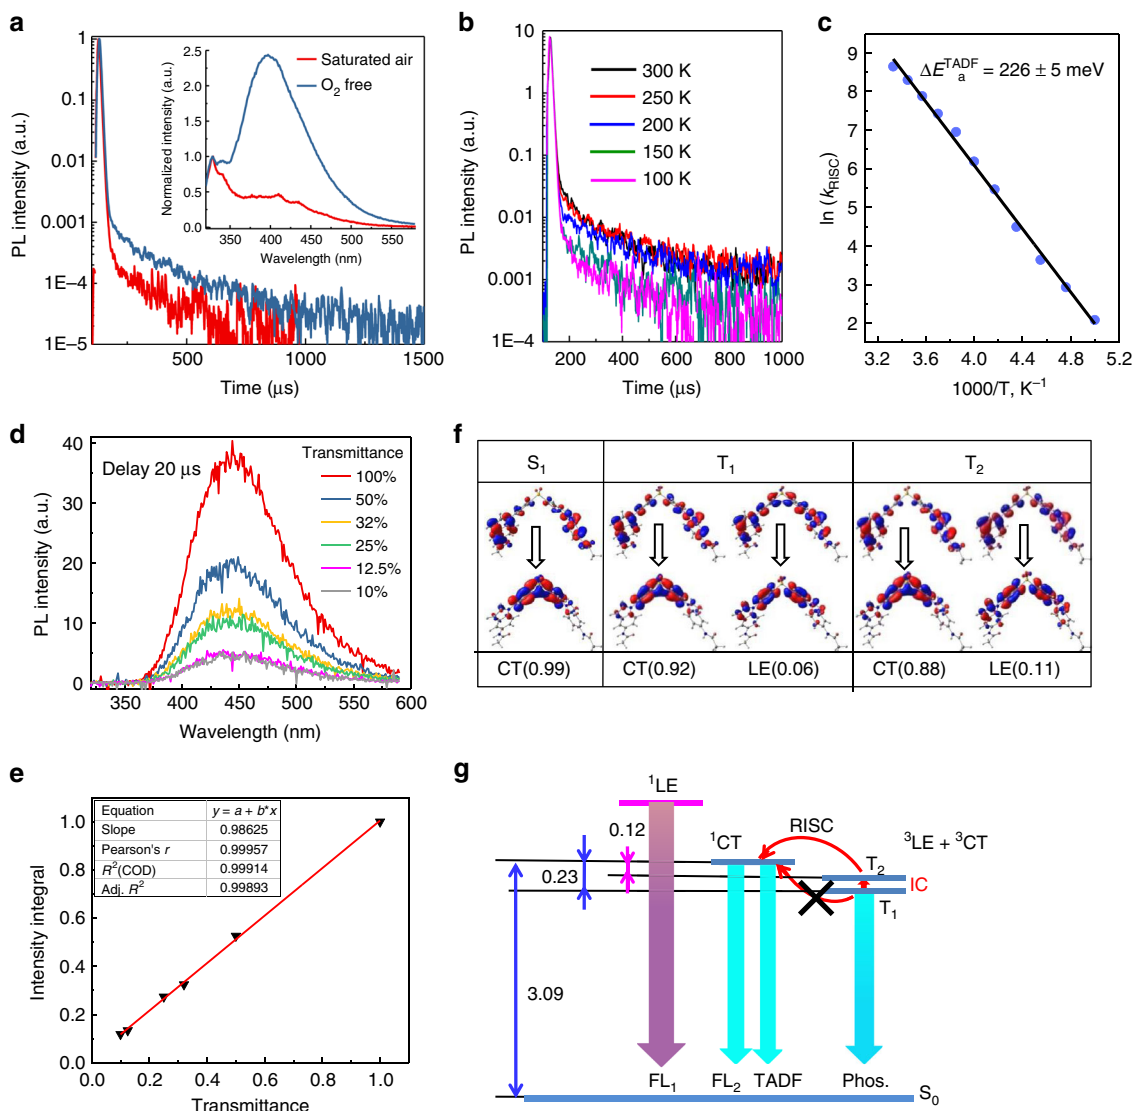 a
PL intensity (a.u.)
1
0.1
0.01
0.001
1E–4
1E–5
500
1000
1500
Time (µs)
Normalized intensity (a.u.)
2.5
2.0
1.5
1.0
0.5
0.0
350
400
450
500
550
Wavelength (nm)
Saturated air
O₂ free
b
PL intensity (a.u.)
10
1
0.1
0.01
0.001
1E–4
200
400
600
800
1000
Time (µs)
300 K
250 K
200 K
150 K
100 K
c
ln (k_RISC)
9
8
7
6
5
4
3
2
3.2
3.6
4.0
4.4
4.8
5.2
1000/T, K⁻¹
ΔE_a^TADF = 226 ± 5 meV
d
PL intensity (a.u.)
40
30
20
10
0
350
400
450
500
550
600
Wavelength (nm)
Delay 20 µs
Transmittance
100%
50%
32%
25%
12.5%
10%
f
S₁
T₁
T₂
CT(0.99)
CT(0.92)
LE(0.06)
CT(0.88)
LE(0.11)
e
Intensity integral
1.0
0.8
0.6
0.4
0.2
0.0
0.0
0.2
0.4
0.6
0.8
1.0
Transmittance
Equation y = a + b*x
Slope 0.98625
Pearson's r 0.99957
R²(COD) 0.99914
Adj. R² 0.99893
g
¹LE
0.12
¹CT
RISC
³LE + ³CT
T₂
0.23
IC
T₁
3.09
FL₁
FL₂
TADF
Phos.
S₀